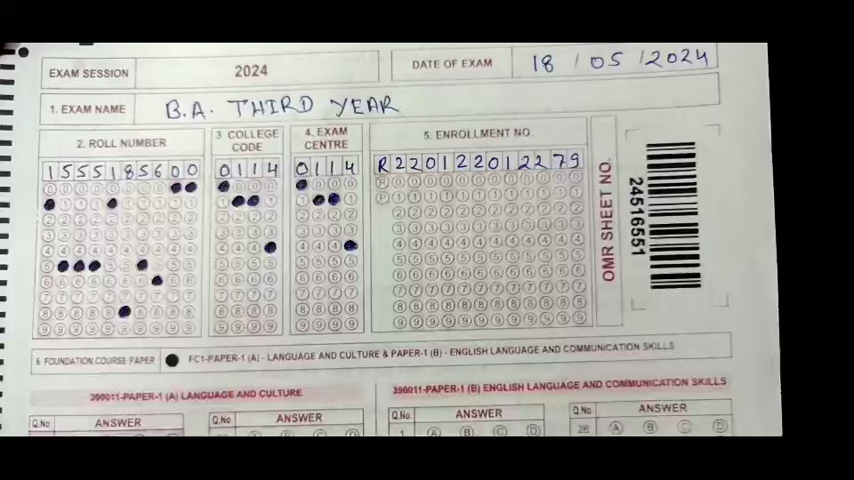 EXAM SESSION 2024 DATE OF EXAM 18 / 05 / 2024
1. EXAM NAME B.A. THIRD YEAR
2. ROLL NUMBER 3 COLLEGE CODE 4. EXAM CENTRE 5. ENROLLMENT NO.
1555185600 0114 0114 R220122012279
OMR SHEET NO.
24516551
6 FOUNDATION COURSE PAPER FC1-PAPER-1 (A) - LANGUAGE AND CULTURE & PAPER-1 (B) - ENGLISH LANGUAGE AND COMMUNICATION SKILLS
390011-PAPER-1 (A) LANGUAGE AND CULTURE 390011-PAPER-1 (B) ENGLISH LANGUAGE AND COMMUNICATION SKILLS
Q.No ANSWER Q.No ANSWER Q.No. ANSWER Q.No. ANSWER
1 A B C D 26 A B C D